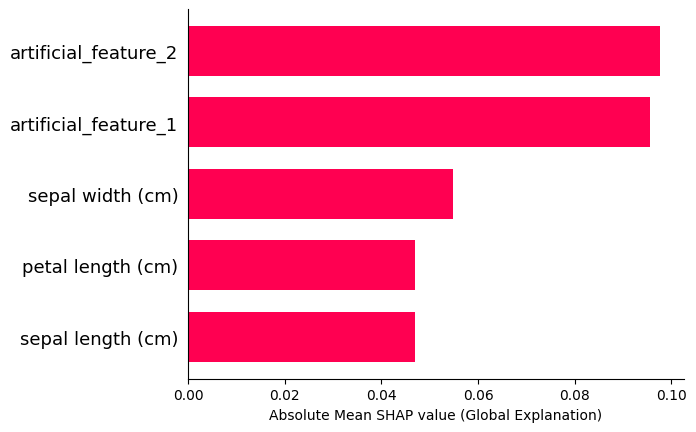 artificial_feature_2
artificial_feature_1
sepal width (cm)
petal length (cm)
sepal length (cm)
0.00 0.02 0.04 0.06 0.08 0.10
Absolute Mean SHAP value (Global Explanation)